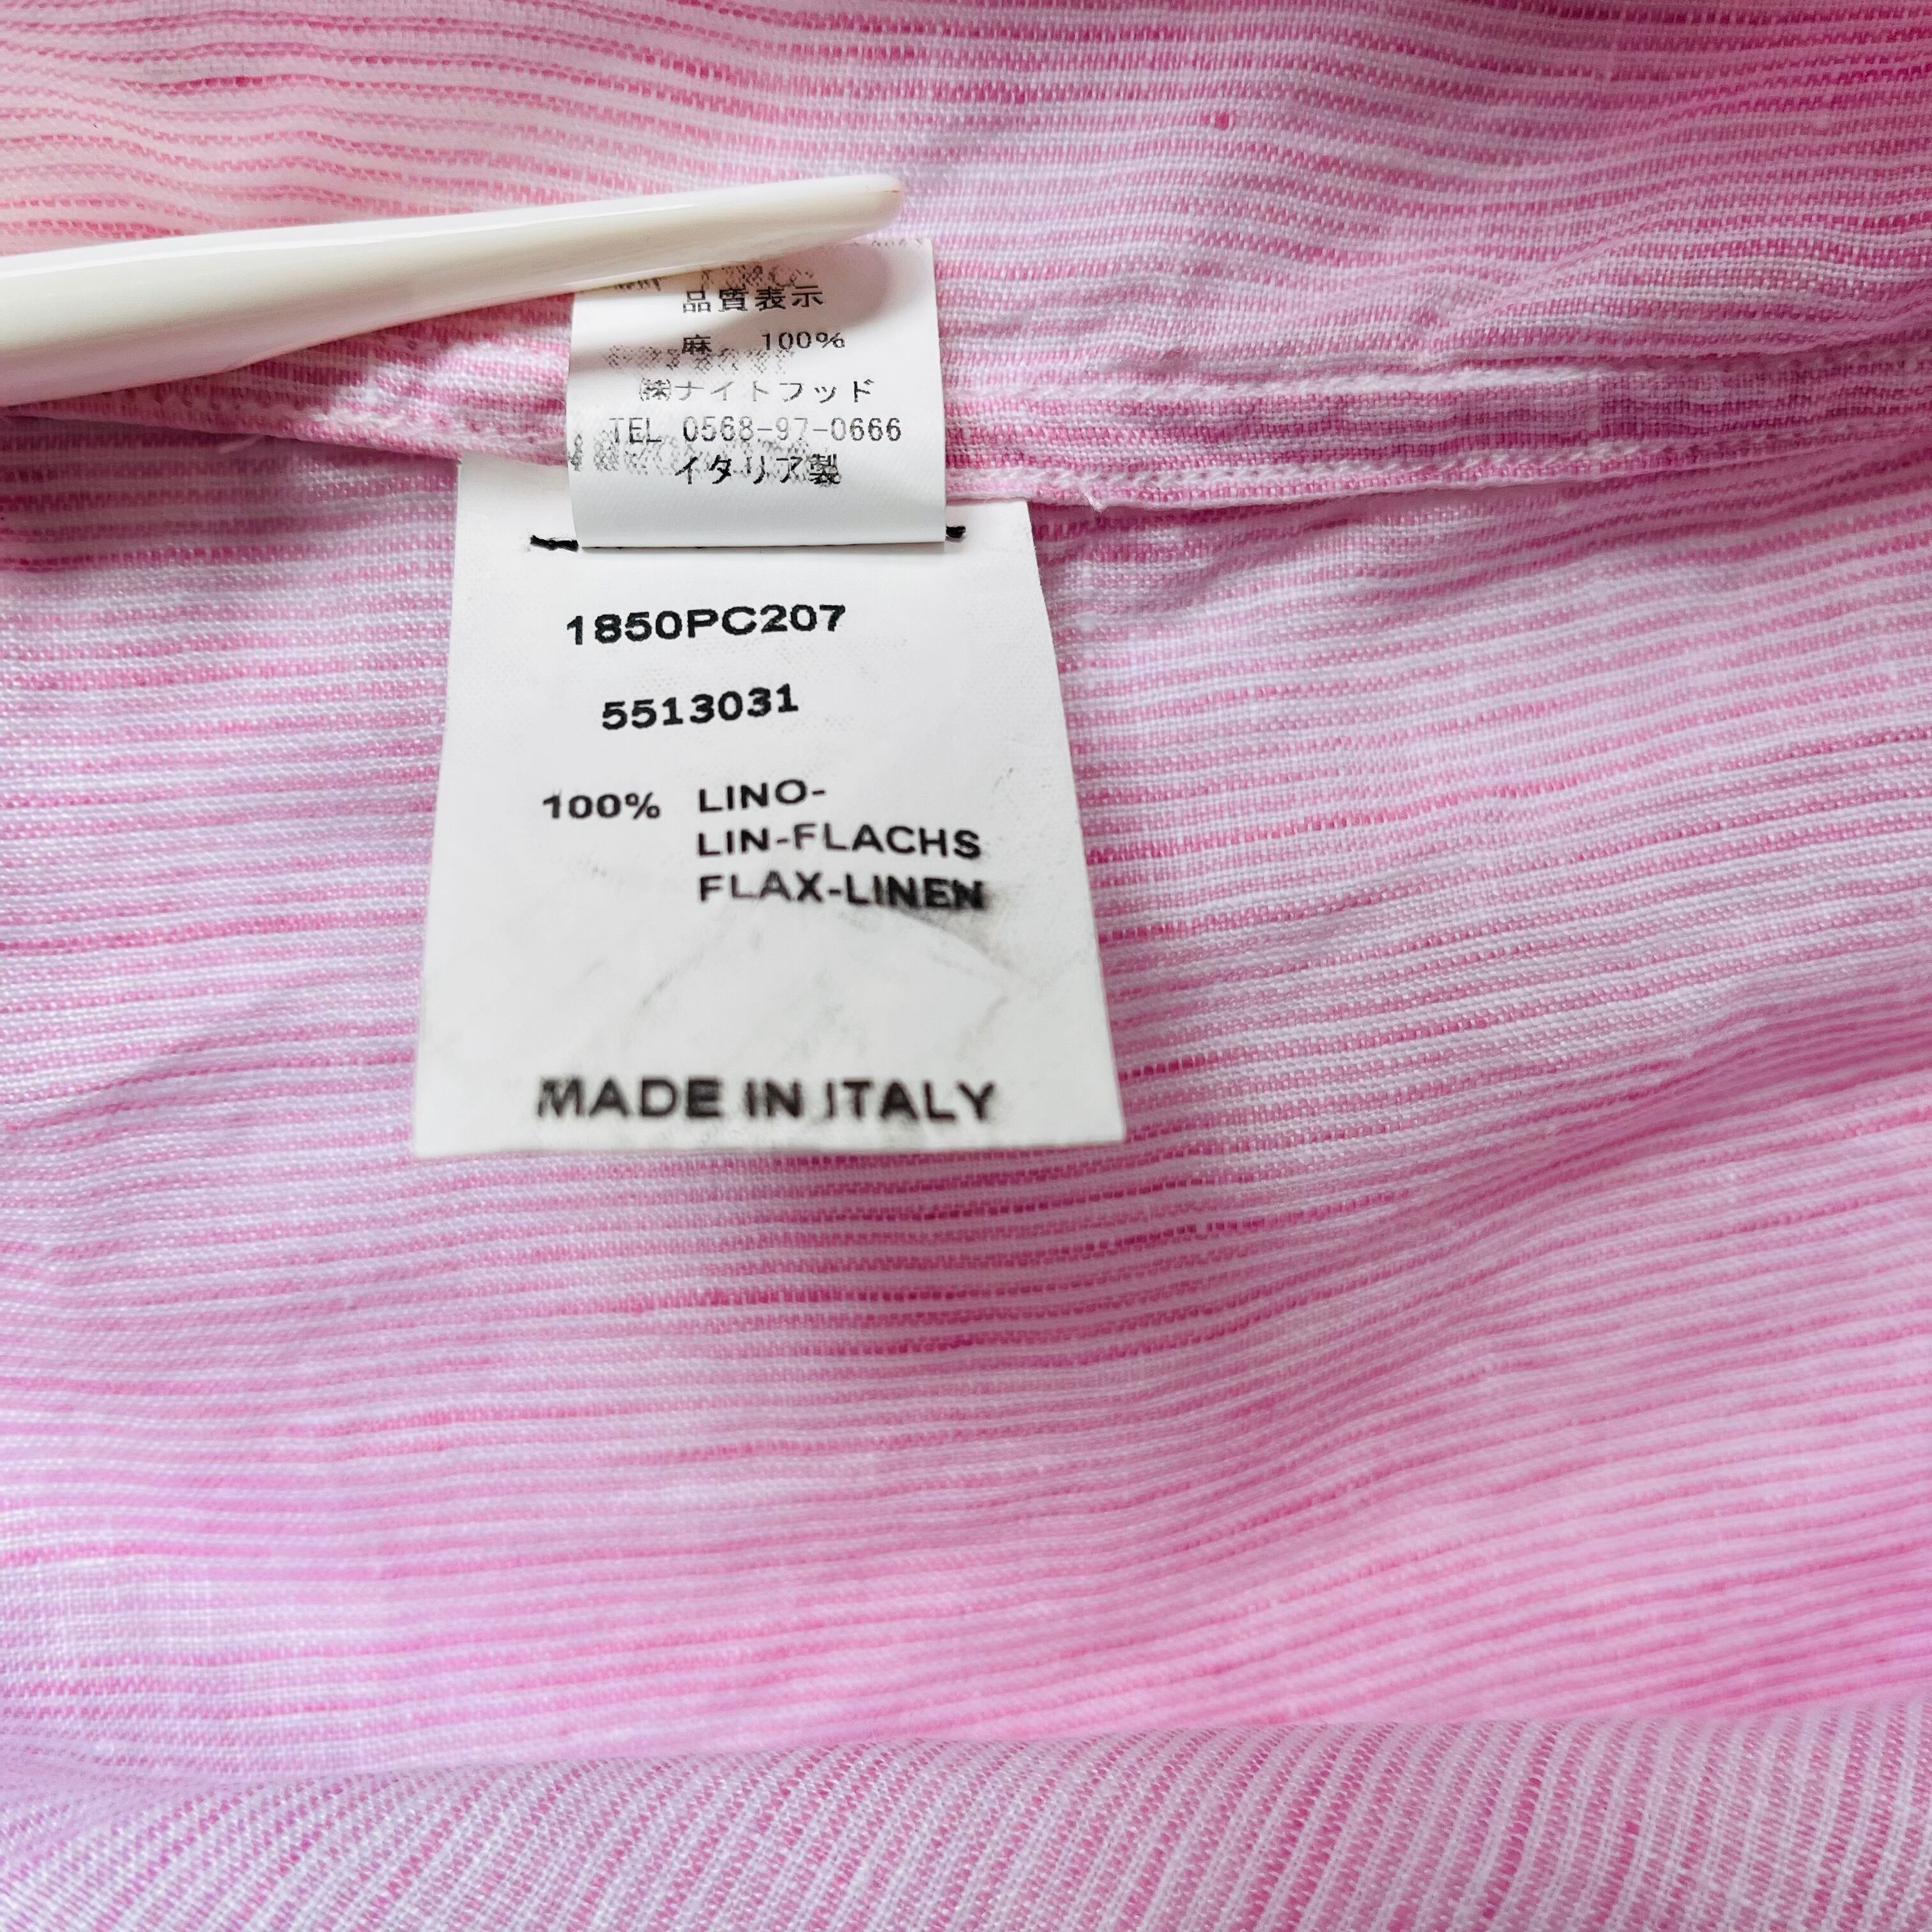 品質表示
麻 100%
㈱ナイトフッド
TEL 0568-97-0666
イタリア製
1850PC207
5513031
100% LINO-
LIN-FLACHS
FLAX-LINEN
MADE IN ITALY